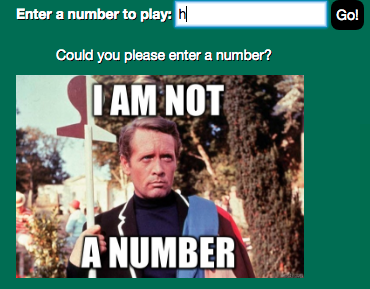 Enter a number to play: h Go!
Could you please enter a number?
I AM NOT
A NUMBER